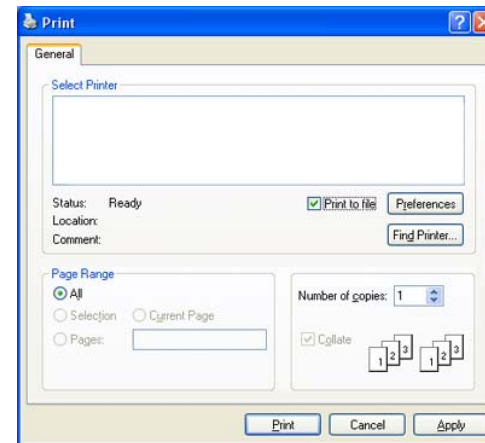 Print
General
Select Printer
Status: Ready
Print to file
Preferences
Location:
Comment:
Find Printer...
Page Range
All
Selection
Current Page
Pages:
Number of copies: 1
Collate
1 2 3 1 2 3
Print
Cancel
Apply